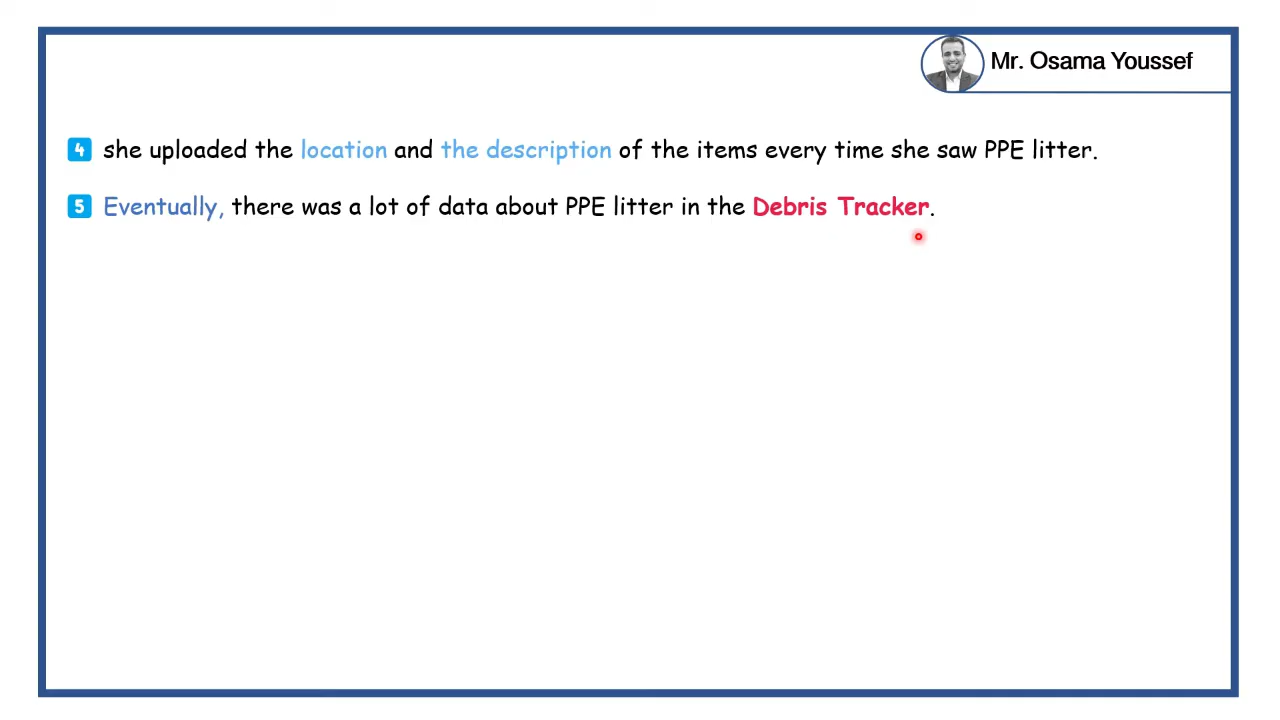 Mr. Osama Youssef
4 she uploaded the location and the description of the items every time she saw PPE litter.
5 Eventually, there was a lot of data about PPE litter in the Debris Tracker.